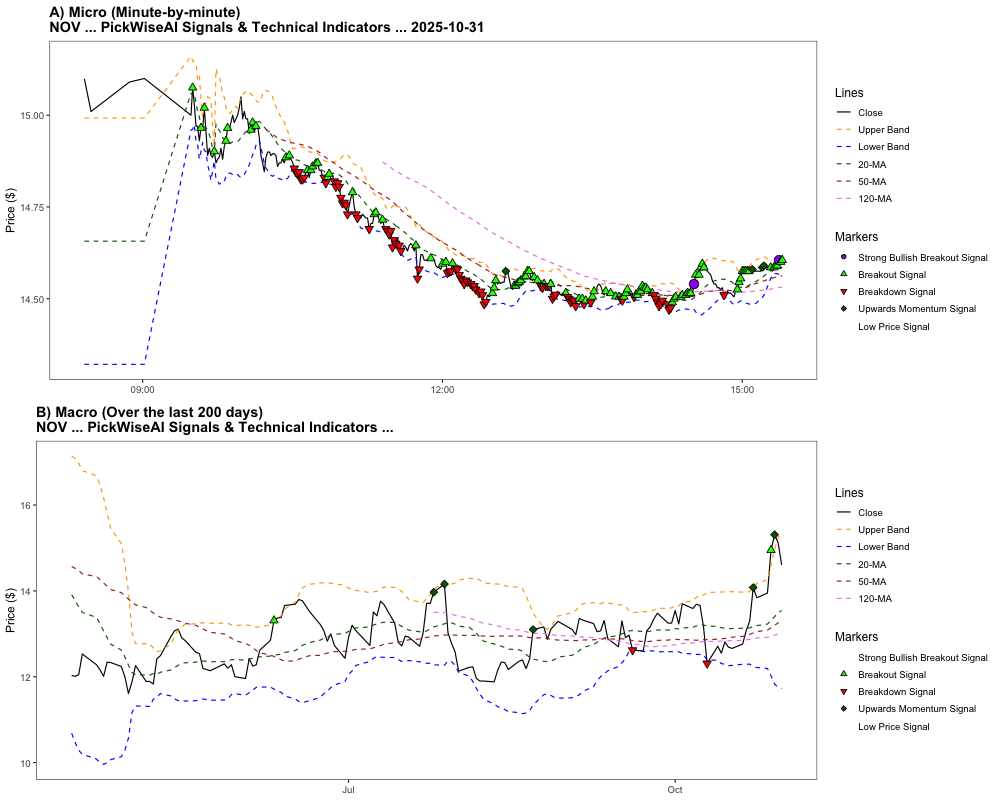 A) Micro (Minute-by-minute)
NOV ... PickWiseAI Signals & Technical Indicators ... 2025-10-31
Price ($)
15.00
14.75
14.50
09:00
12:00
15:00
Lines
Close
Upper Band
Lower Band
20-MA
50-MA
120-MA
Markers
Strong Bullish Breakout Signal
Breakout Signal
Breakdown Signal
Upwards Momentum Signal
Low Price Signal
B) Macro (Over the last 200 days)
NOV ... PickWiseAI Signals & Technical Indicators ...
Price ($)
16
14
12
10
Jul
Oct
Lines
Close
Upper Band
Lower Band
20-MA
50-MA
120-MA
Markers
Strong Bullish Breakout Signal
Breakout Signal
Breakdown Signal
Upwards Momentum Signal
Low Price Signal